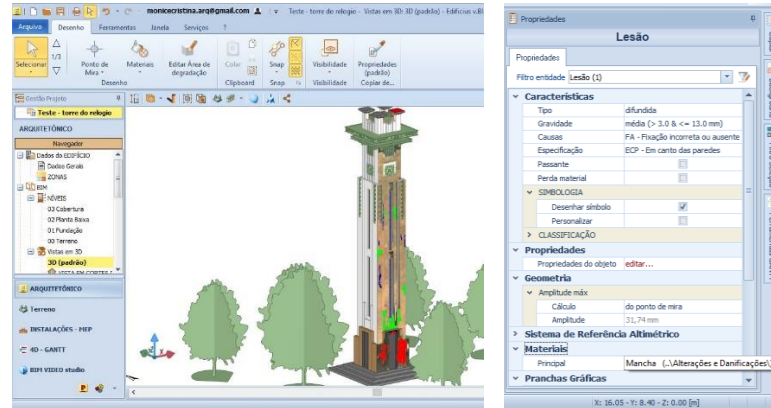 monicecristina.arq@gmail.com
Teste - torre do relogio - Vistas em 3D: 3D (padrão) - Edificius v.BI
Arquivo Desenho Ferramentas Janela Serviços ?
Selecionar
1/3
Ponto de Mira
Materiais
Editar Área de degradação
Color
Snap
Visibilidade
Propriedades (padrão)
Desenho Clipboard Snap Visibilidade Copiar de...
Gestão Projeto
Teste - torre do relogio
ARQUITETÔNICO
Navegador
Dados do EDIFÍCIO
Dados Gerais
ZONAS
BIM
NÍVEIS
03 Cobertura
02 Planta Baixa
01 Fundação
00 Terreno
Vistas em 3D
3D (padrão)
ARQUITETÔNICO
Terreno
INSTALAÇÕES - MEP
4D - GANTT
BIM VIDEO studio
Propriedades
Lesão
Propriedades
Filtro entidade Lesão (1)
Características
Tipo difundida
Gravidade média (> 3.0 & <= 13.0 mm)
Causas FA - Fixação incorreta ou ausente
Especificação ECP - Em canto das paredes
Passante
Perda material
SIMBOLOGIA
Desenhar símbolo
Personalizar
CLASSIFICAÇÃO
Propriedades
Propriedades do objeto editar...
Geometria
Amplitude máx
Cálculo do ponto de mira
Amplitude 31,74 mm
Sistema de Referência Altimétrico
Materiais
Principal Mancha (..\Alterações e Danificações\
Pranchas Gráficas
X: 16.05 - Y: 8.40 - Z: 0.00 [m]